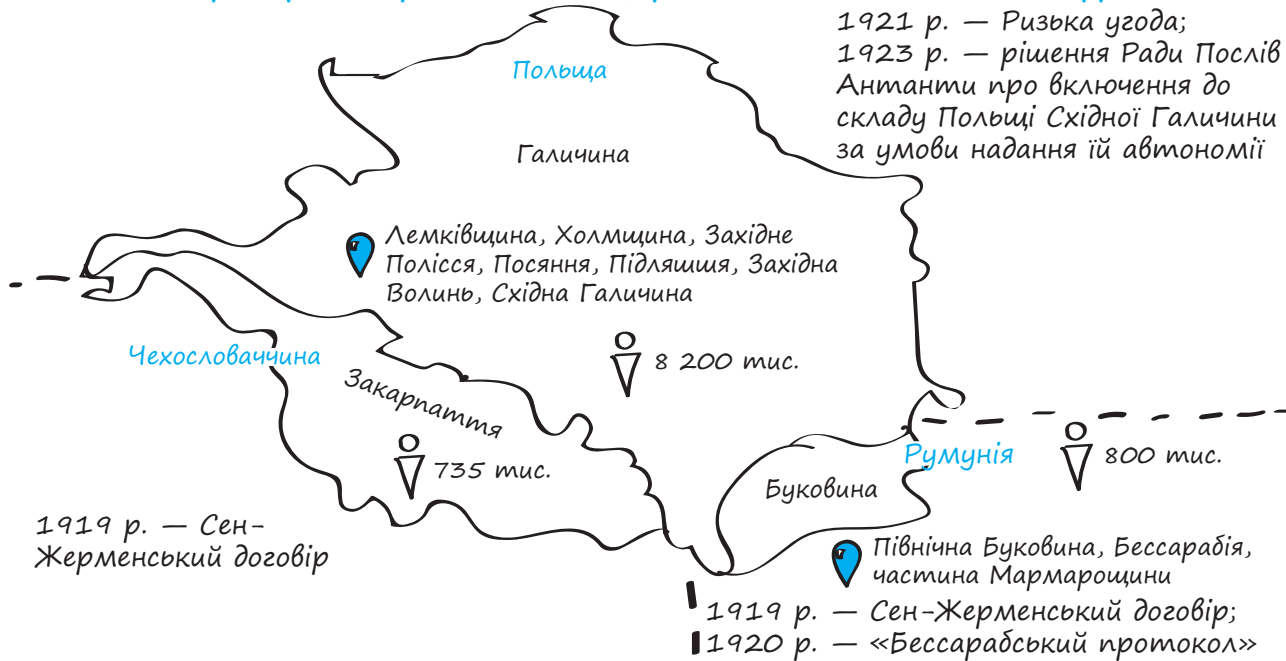 1921 р. — Ризька угода;
1923 р. — рішення Ради Послів
Антанти про включення до
складу Польщі Східної Галичини
за умови надання їй автономії
Польща
Галичина
Лемківщина, Холмщина, Західне
Полісся, Посяння, Підляшшя, Західна
Волинь, Східна Галичина
8 200 тис.
Чехословаччина
Закарпаття
735 тис.
1919 р. — Сен-
Жерменський договір
Румунія
800 тис.
Буковина
Північна Буковина, Бессарабія,
частина Мармарощини
1919 р. — Сен-Жерменський договір;
1920 р. — «Бессарабський протокол»